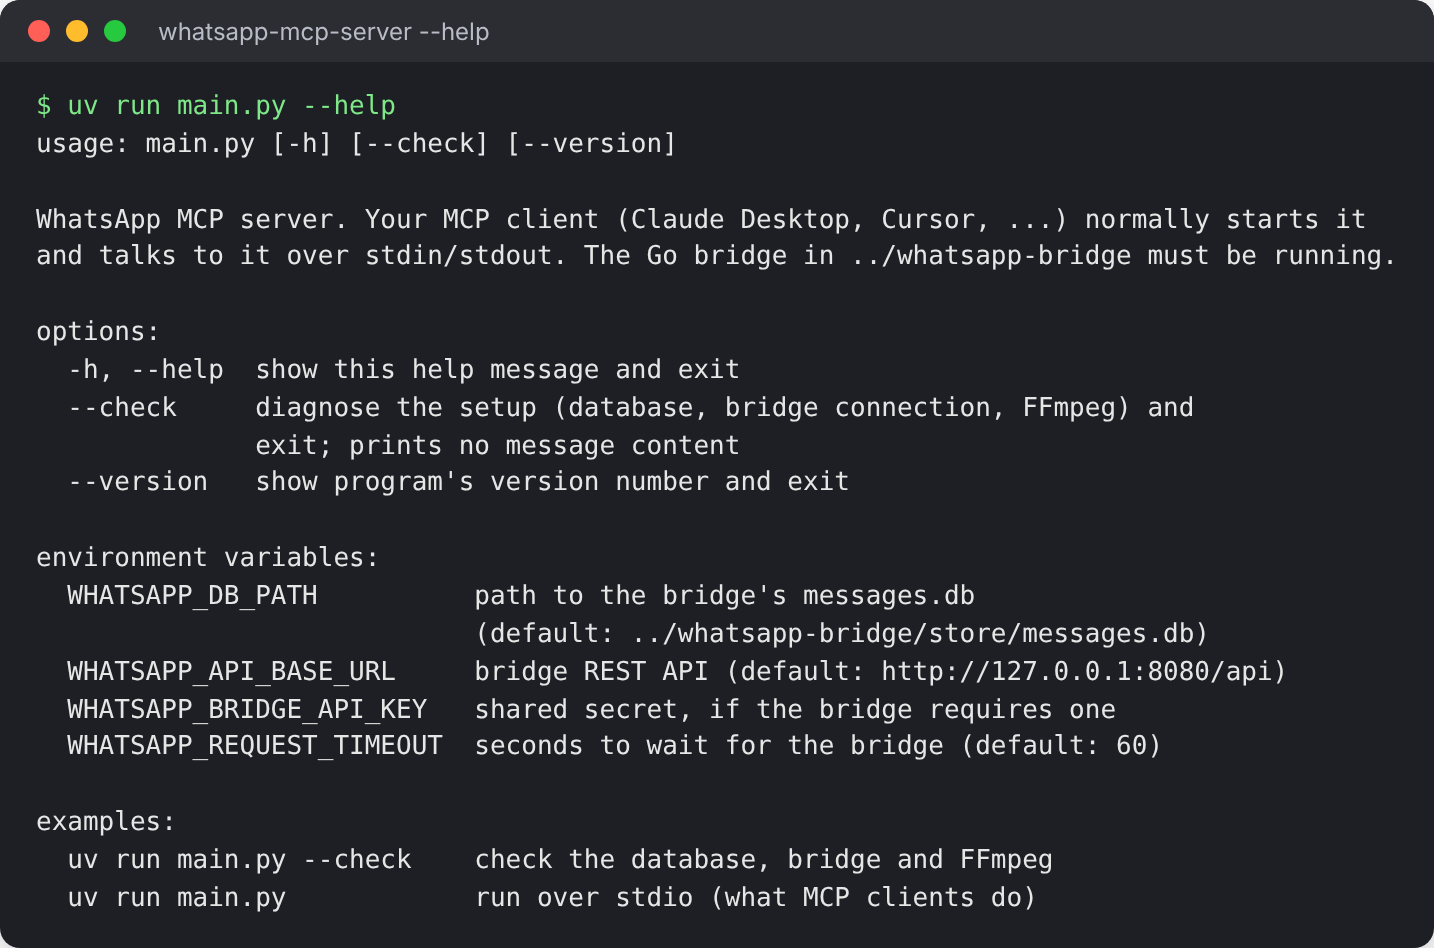 whatsapp-mcp-server --help
$ uv run main.py --help
usage: main.py [-h] [--check] [--version]
WhatsApp MCP server. Your MCP client (Claude Desktop, Cursor, ...) normally starts it
and talks to it over stdin/stdout. The Go bridge in ../whatsapp-bridge must be running.
options:
  -h, --help  show this help message and exit
  --check     diagnose the setup (database, bridge connection, FFmpeg) and
              exit; prints no message content
  --version   show program's version number and exit
environment variables:
  WHATSAPP_DB_PATH          path to the bridge's messages.db
                            (default: ../whatsapp-bridge/store/messages.db)
  WHATSAPP_API_BASE_URL     bridge REST API (default: http://127.0.0.1:8080/api)
  WHATSAPP_BRIDGE_API_KEY   shared secret, if the bridge requires one
  WHATSAPP_REQUEST_TIMEOUT  seconds to wait for the bridge (default: 60)
examples:
  uv run main.py --check    check the database, bridge and FFmpeg
  uv run main.py            run over stdio (what MCP clients do)